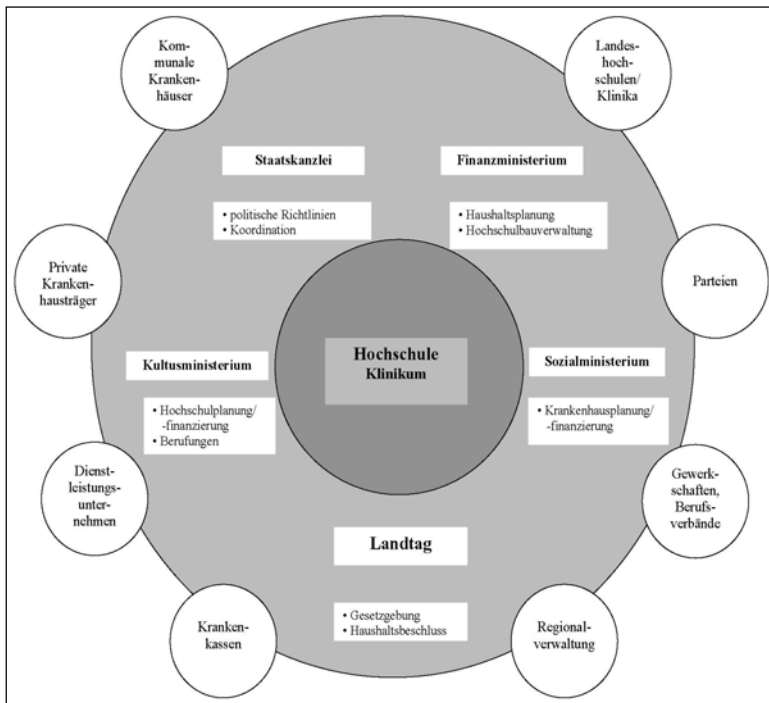 Kom-
munale
Kranken-
häuser
Landes-
hoch-
schulen/
Klinika
Staatskanzlei
Finanzministerium
• politische Richtlinien
• Koordination
• Haushaltsplanung
• Hochschulbauverwaltung
Private
Kranken-
hausträger
Parteien
Hochschule
Klinikum
Kultusministerium
Sozialministerium
• Hochschulplanung/
-finanzierung
• Berufungen
• Krankenhausplanung/
-finanzierung
Dienst-
leistungs-
unter-
nehmen
Gewerk-
schaften,
Berufs-
verbände
Landtag
• Gesetzgebung
• Haushaltsbeschluss
Kranken-
kassen
Regional-
verwaltung